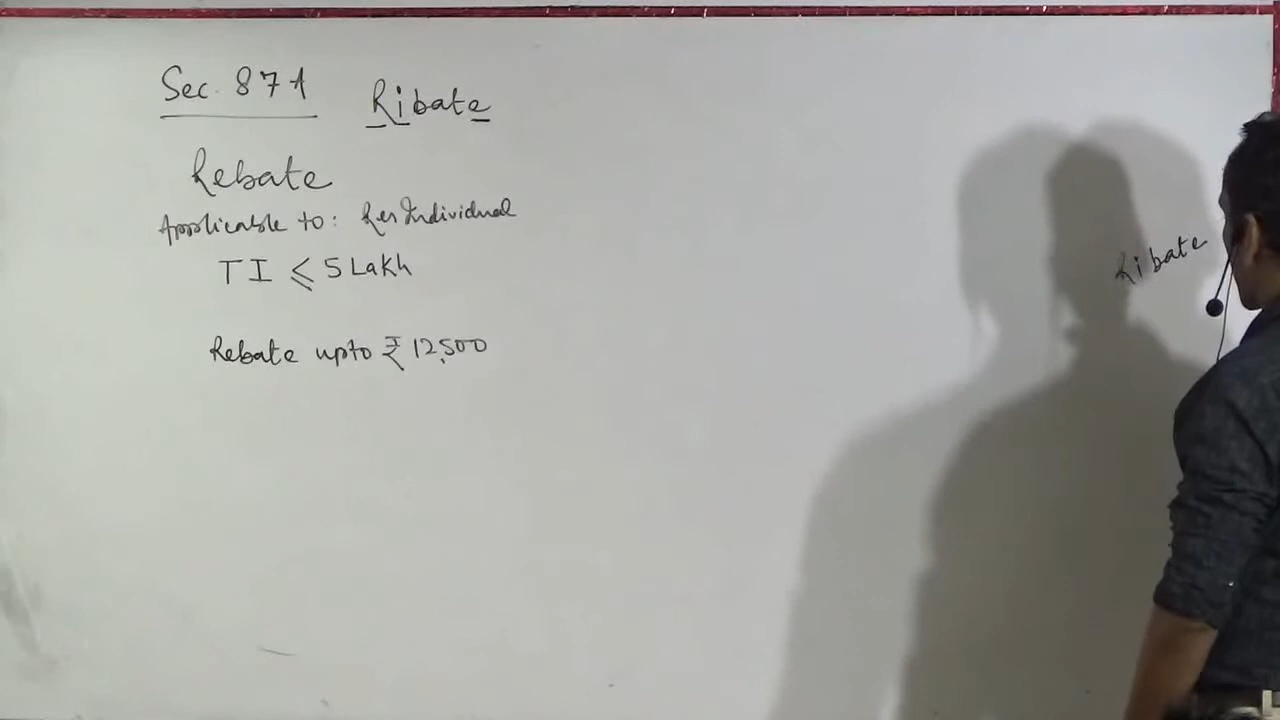 Sec. 87A
Ribate
Rebate
Applicable to: Res Individual
TI ≤ 5 Lakh
Rebate upto ₹ 12,500
Ribate